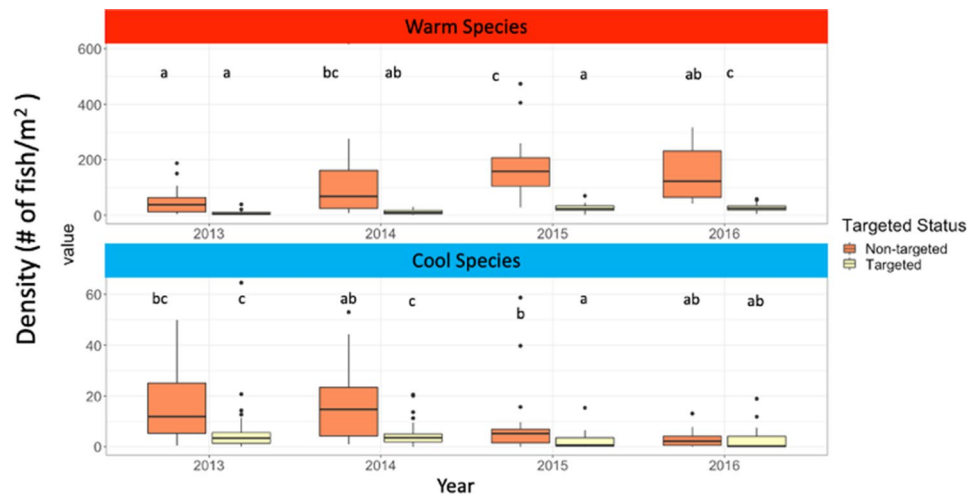 Warm Species
600
400
200
0
a a bc ab c a ab c
2013 2014 2015 2016
Density (# of fish/m²)
value
Cool Species
60
40
20
0
bc c ab c b a ab ab
2013 2014 2015 2016
Year
Targeted Status
Non-targeted
Targeted